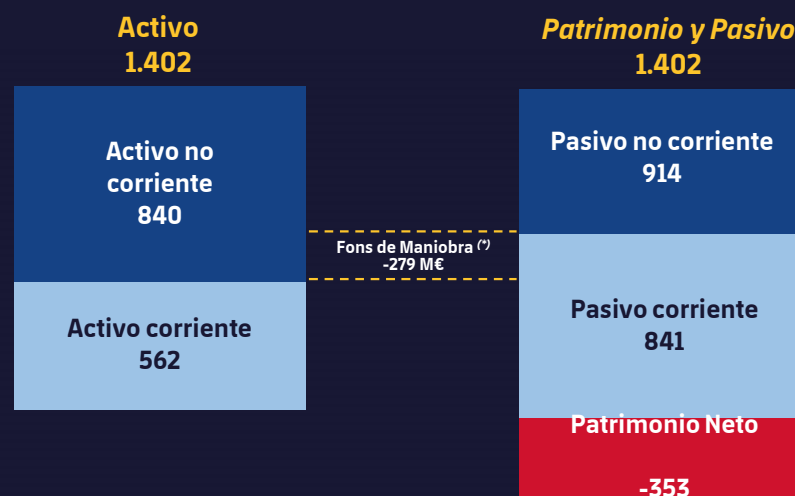 Activo
1.402
Activo no
corriente
840
Activo corriente
562
Fons de Maniobra (*)
-279 M€
Patrimonio y Pasivo
1.402
Pasivo no corriente
914
Pasivo corriente
841
Patrimonio Neto
-353